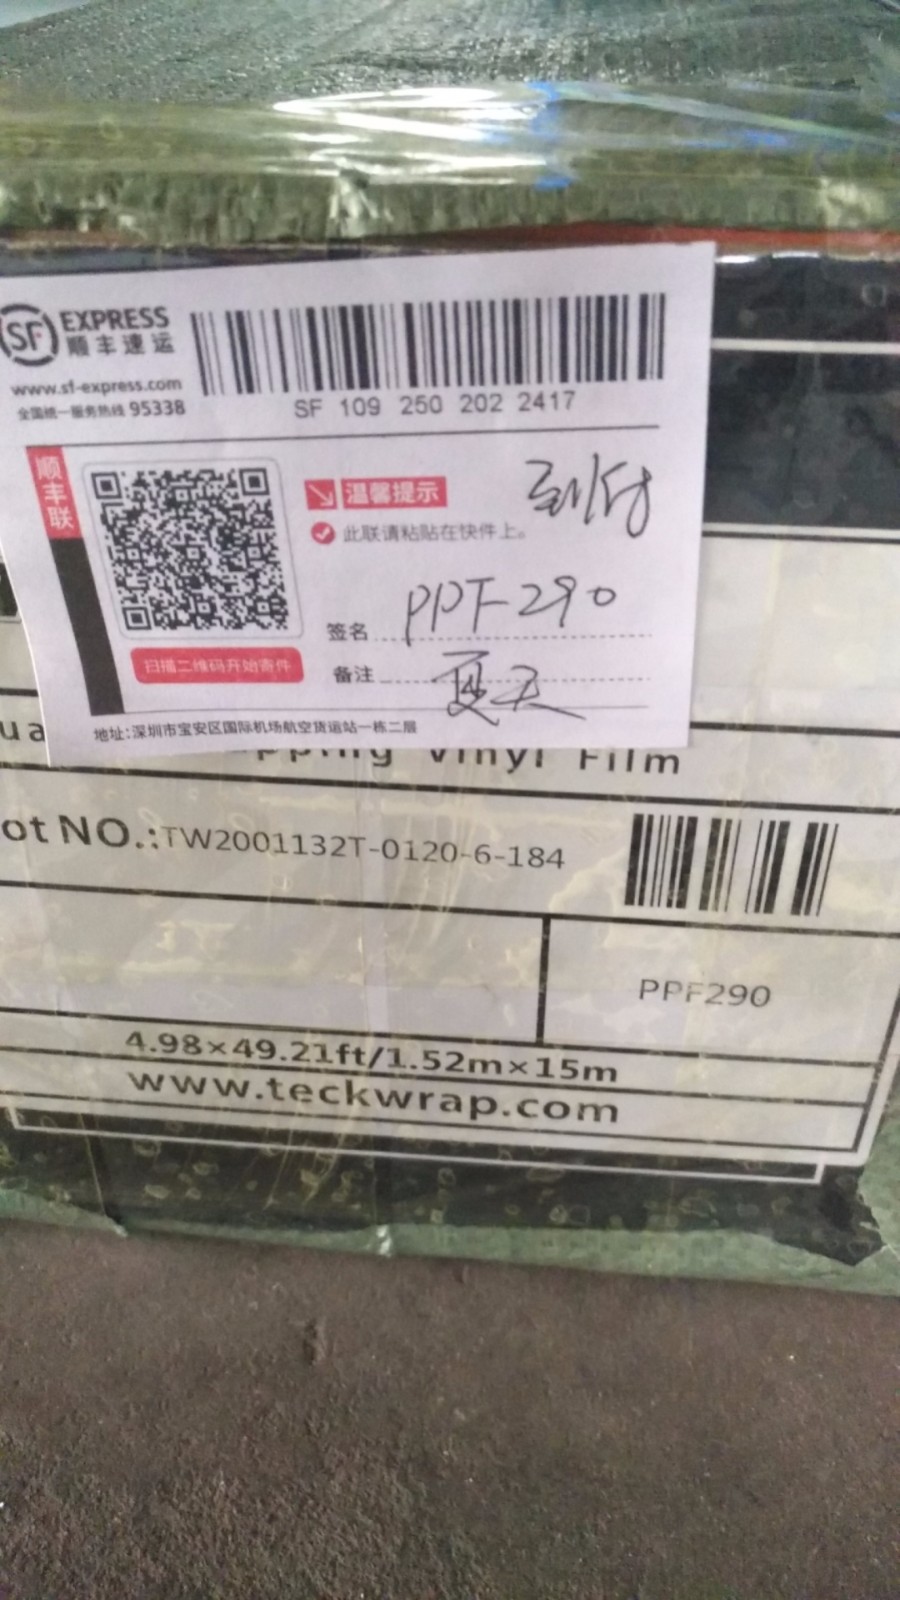 SF EXPRESS
顺丰速运
www.sf-express.com
全国统一服务热线 95338
SF 109 250 202 2417
顺丰联
温馨提示
到付
此联请粘贴在快件上。
签名 PPF-290
扫描二维码开始寄件
备注 夏天
地址:深圳市宝安区国际机场航空货运站一栋二层
Vinyl Film
ot NO.:TW2001132T-0120-6-184
PPF290
4.98×49.21ft/1.52m×15m
www.teckwrap.com